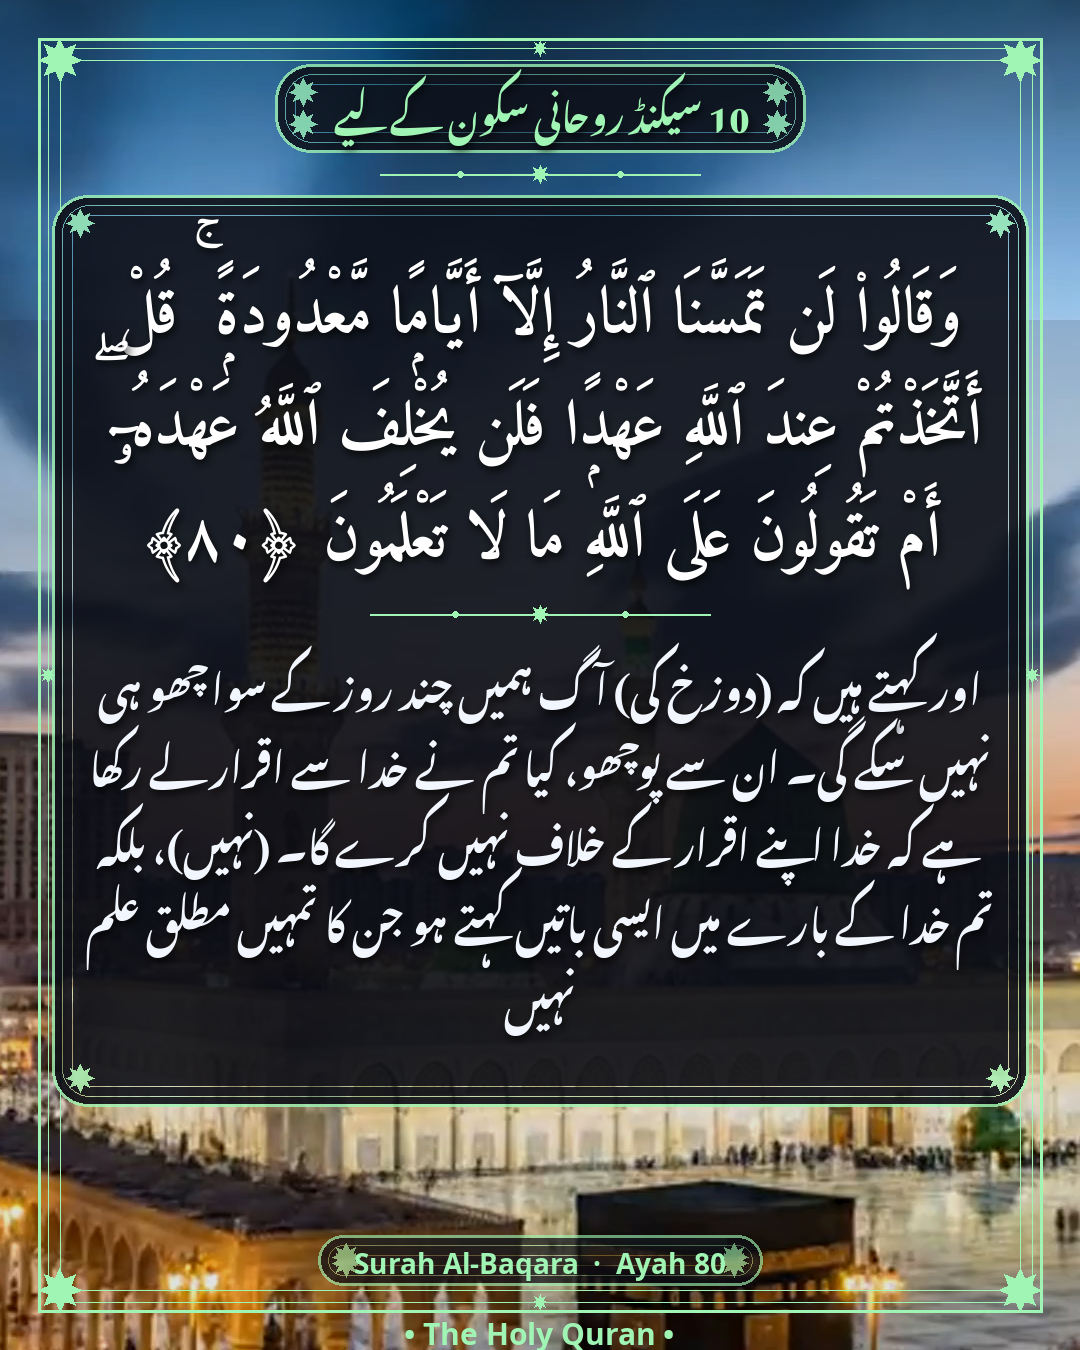 10 سیکنڈ روحانی سکون کے لیے
وَقَالُوا۟ لَن تَمَسَّنَا ٱلنَّارُ إِلَّآ أَيَّامًۭا مَّعْدُودَةًۭ ۚ قُلْ
أَتَّخَذْتُمْ عِندَ ٱللَّهِ عَهْدًۭا فَلَن يُخْلِفَ ٱللَّهُ عَهْدَهُۥٓ ۖ
أَمْ تَقُولُونَ عَلَى ٱللَّهِ مَا لَا تَعْلَمُونَ ﴿٨٠﴾
اور کہتے ہیں کہ (دوزخ کی) آگ ہمیں چند روز کے سوا چھو ہی
نہیں سکے گی۔ ان سے پوچھو، کیا تم نے خدا سے اقرار لے رکھا
ہے کہ خدا اپنے اقرار کے خلاف نہیں کرے گا۔ (نہیں)، بلکہ
تم خدا کے بارے میں ایسی باتیں کہتے ہو جن کا تمہیں مطلق علم
نہیں
Surah Al-Baqara · Ayah 80
• The Holy Quran •